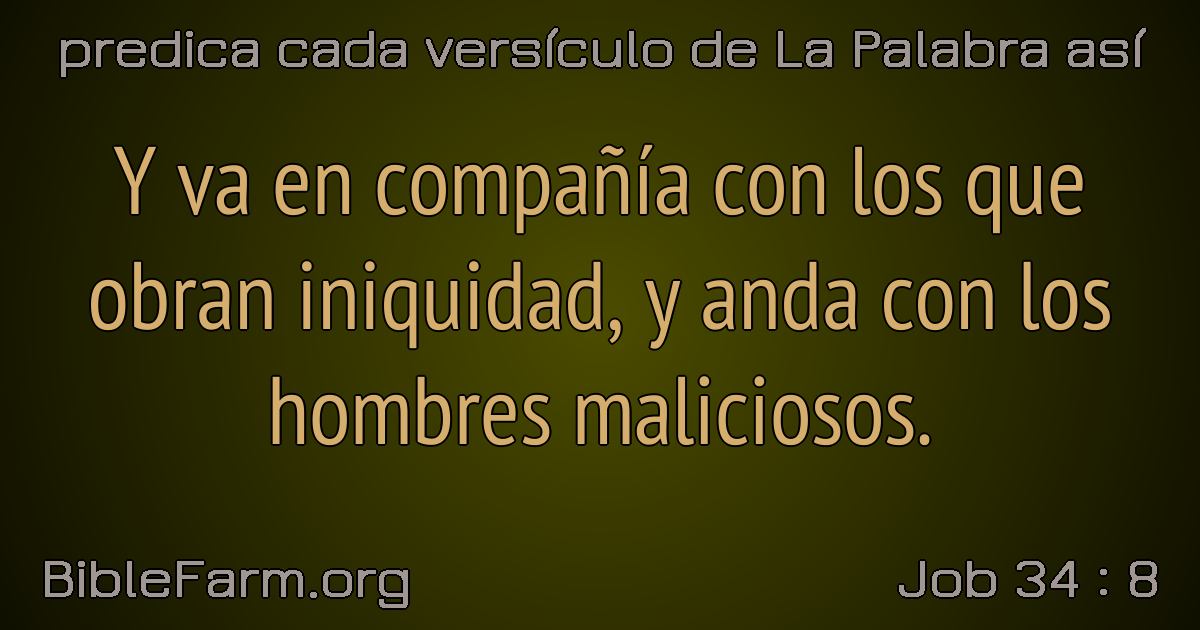 predica cada versículo de La Palabra así
Y va en compañía con los que
obran iniquidad, y anda con los
hombres maliciosos.
BibleFarm.org
Job 34 : 8